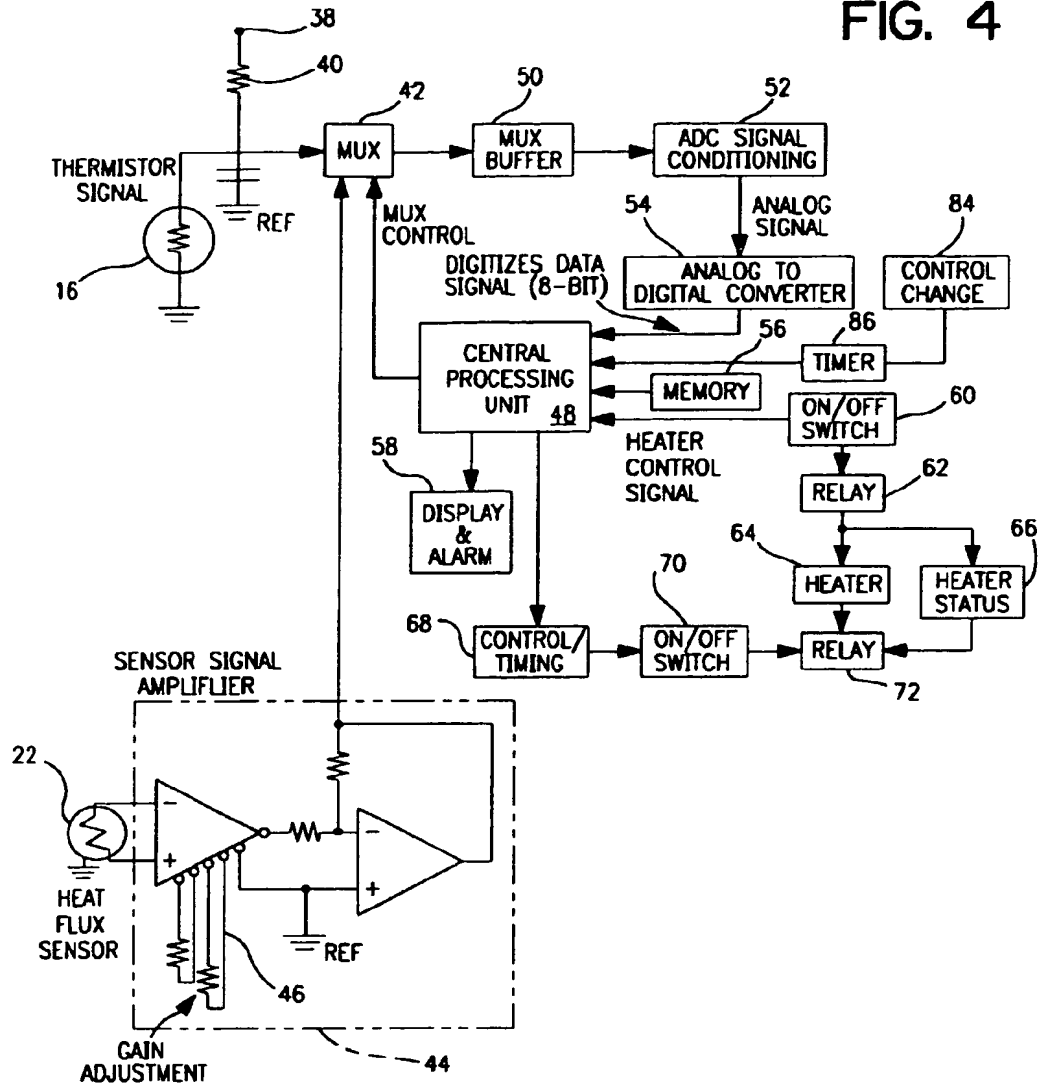 FIG. 4
38
40
42
50
52
MUX
MUX
BUFFER
ADC SIGNAL
CONDITIONING
THERMISTOR
SIGNAL
REF
MUX
CONTROL
54
ANALOG
SIGNAL
84
16
DIGITIZES DATA
SIGNAL (8-BIT)
ANALOG TO
DIGITAL CONVERTER
CONTROL
CHANGE
56
86
CENTRAL
PROCESSING
UNIT
48
TIMER
MEMORY
ON/OFF
SWITCH
60
HEATER
CONTROL
SIGNAL
58
RELAY
62
DISPLAY
&
ALARM
64
66
HEATER
HEATER
STATUS
70
68
CONTROL/
TIMING
ON/OFF
SWITCH
RELAY
72
SENSOR SIGNAL
AMPLIFLIER
22
−
+
−
+
HEAT
FLUX
SENSOR
REF
46
GAIN
ADJUSTMENT
44